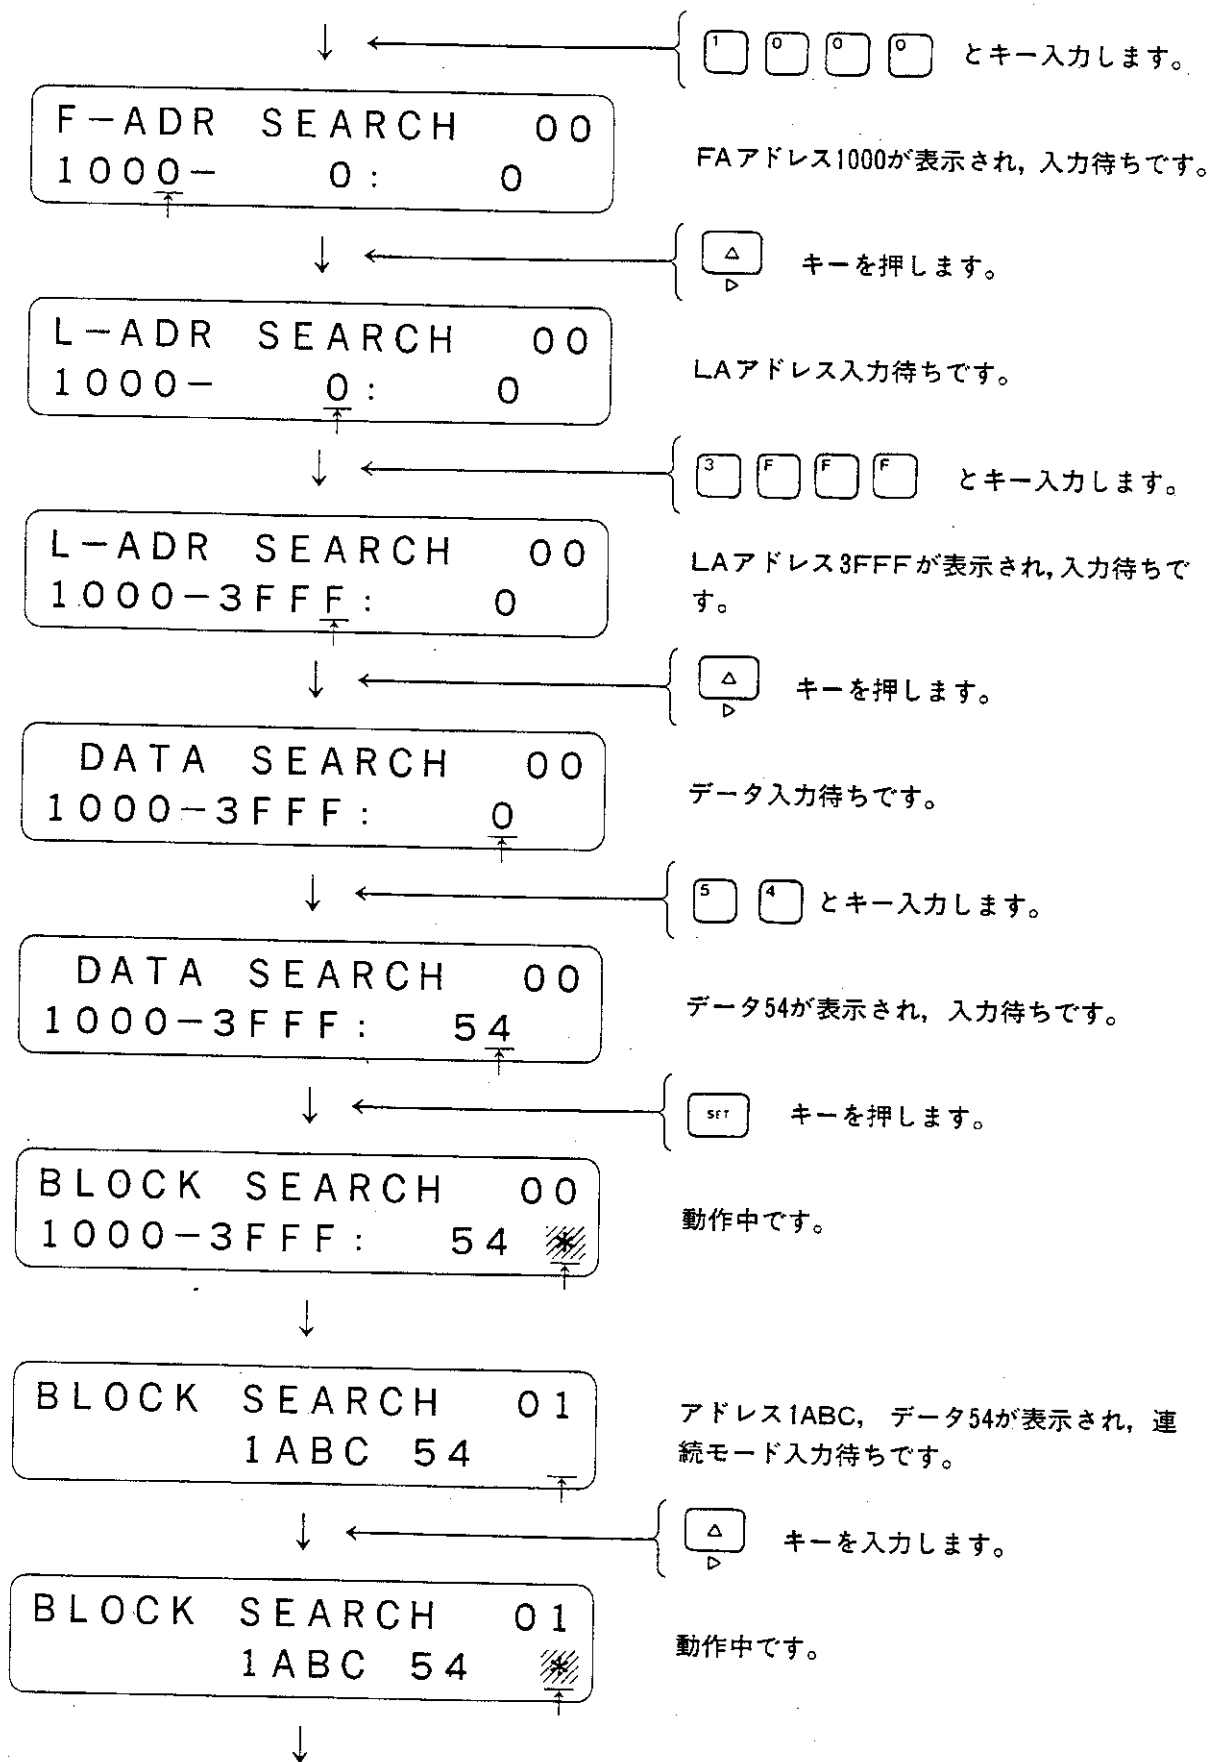 1 0 0 0 とキー入力します。
F-ADR SEARCH 00
1000- 0: 0
FAアドレス1000が表示され,入力待ちです。
△ キーを押します。
▷
L-ADR SEARCH 00
1000- 0: 0
LAアドレス入力待ちです。
3 F F F とキー入力します。
L-ADR SEARCH 00
1000-3FFF: 0
LAアドレス3FFFが表示され,入力待ちで
す。
△ キーを押します。
▷
DATA SEARCH 00
1000-3FFF: 0
データ入力待ちです。
5 4 とキー入力します。
DATA SEARCH 00
1000-3FFF: 54
データ54が表示され,入力待ちです。
SET キーを押します。
BLOCK SEARCH 00
1000-3FFF: 54 *
動作中です。
BLOCK SEARCH 01
1ABC 54
アドレス1ABC, データ54が表示され,連
続モード入力待ちです。
△ キーを入力します。
▷
BLOCK SEARCH 01
1ABC 54 *
動作中です。